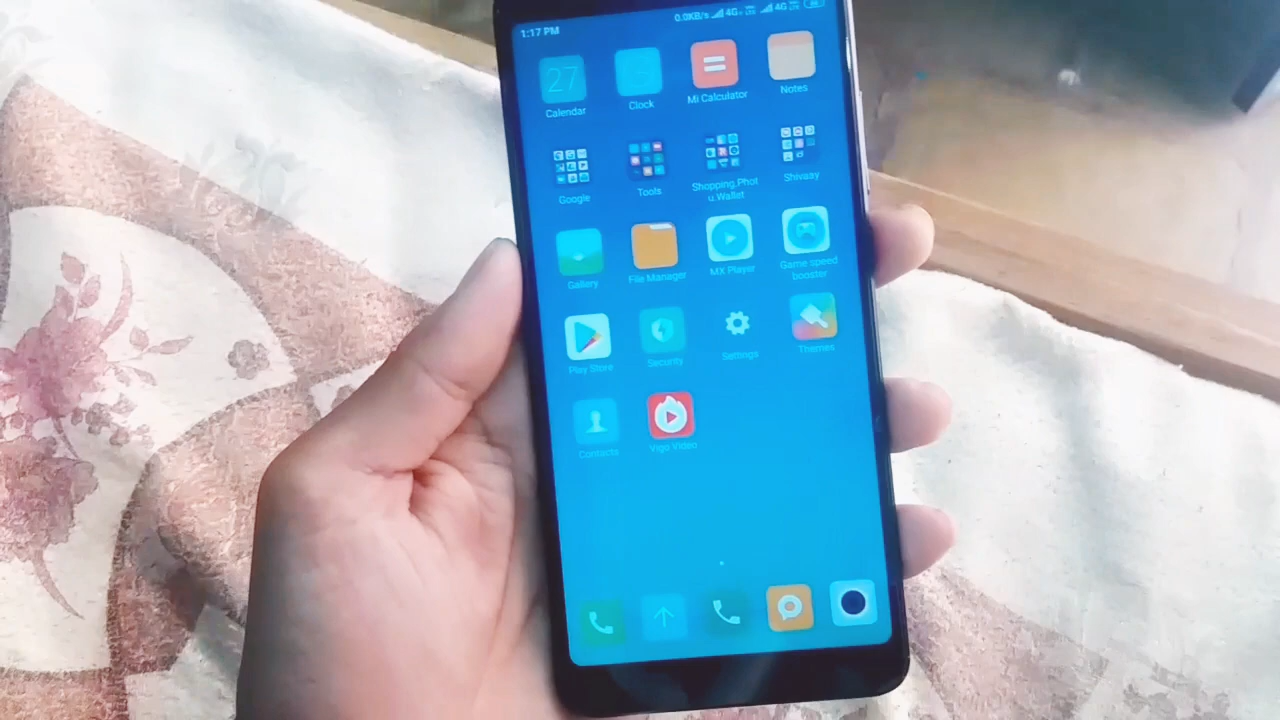 1:17 PM
0.0KB/s 4G 4G
27
Calendar Clock Mi Calculator Notes
Google Tools Shopping,Phot Shivaay
u.Wallet
Gallery File Manager MX Player Game speed
booster
Play Store Security Settings Themes
Contacts Vigo Video